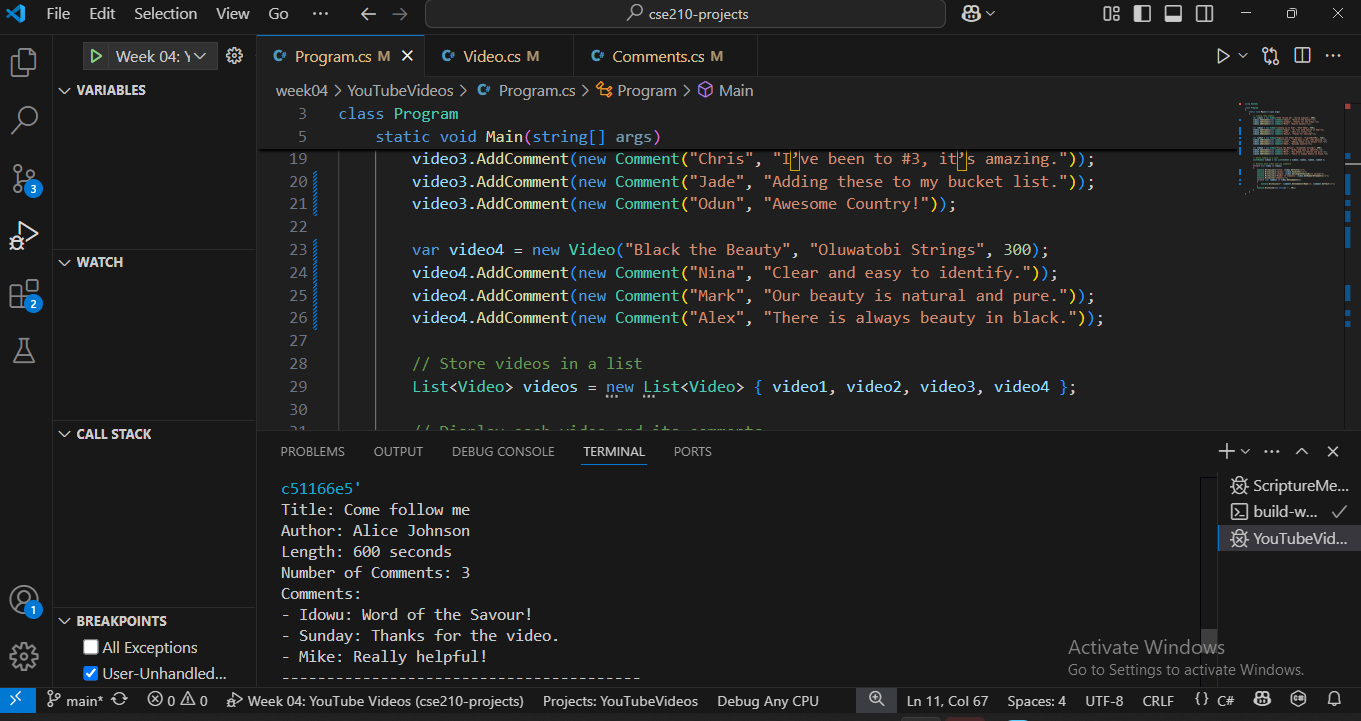 File Edit Selection View Go ··· cse210-projects
Week 04: Y
Program.cs M Video.cs M Comments.cs M
VARIABLES
week04 > YouTubeVideos > Program.cs > Program > Main
3 class Program
5 static void Main(string[] args)
19 video3.AddComment(new Comment("Chris", "I’ve been to #3, it’s amazing."));
20 video3.AddComment(new Comment("Jade", "Adding these to my bucket list."));
21 video3.AddComment(new Comment("Odun", "Awesome Country!"));
22
23 var video4 = new Video("Black the Beauty", "Oluwatobi Strings", 300);
24 video4.AddComment(new Comment("Nina", "Clear and easy to identify."));
25 video4.AddComment(new Comment("Mark", "Our beauty is natural and pure."));
26 video4.AddComment(new Comment("Alex", "There is always beauty in black."));
27
28 // Store videos in a list
29 List<Video> videos = new List<Video> { video1, video2, video3, video4 };
30
31 // Display each video and its comments
3
2
1
WATCH
CALL STACK
BREAKPOINTS
All Exceptions
User-Unhandled...
PROBLEMS OUTPUT DEBUG CONSOLE TERMINAL PORTS
c51166e5'
Title: Come follow me
Author: Alice Johnson
Length: 600 seconds
Number of Comments: 3
Comments:
- Idowu: Word of the Savour!
- Sunday: Thanks for the video.
- Mike: Really helpful!
----------------------------------------
ScriptureMe...
build-w...
YouTubeVid...
Activate Windows
Go to Settings to activate Windows.
main* 0 0 Week 04: YouTube Videos (cse210-projects) Projects: YouTubeVideos Debug Any CPU Ln 11, Col 67 Spaces: 4 UTF-8 CRLF {} C#